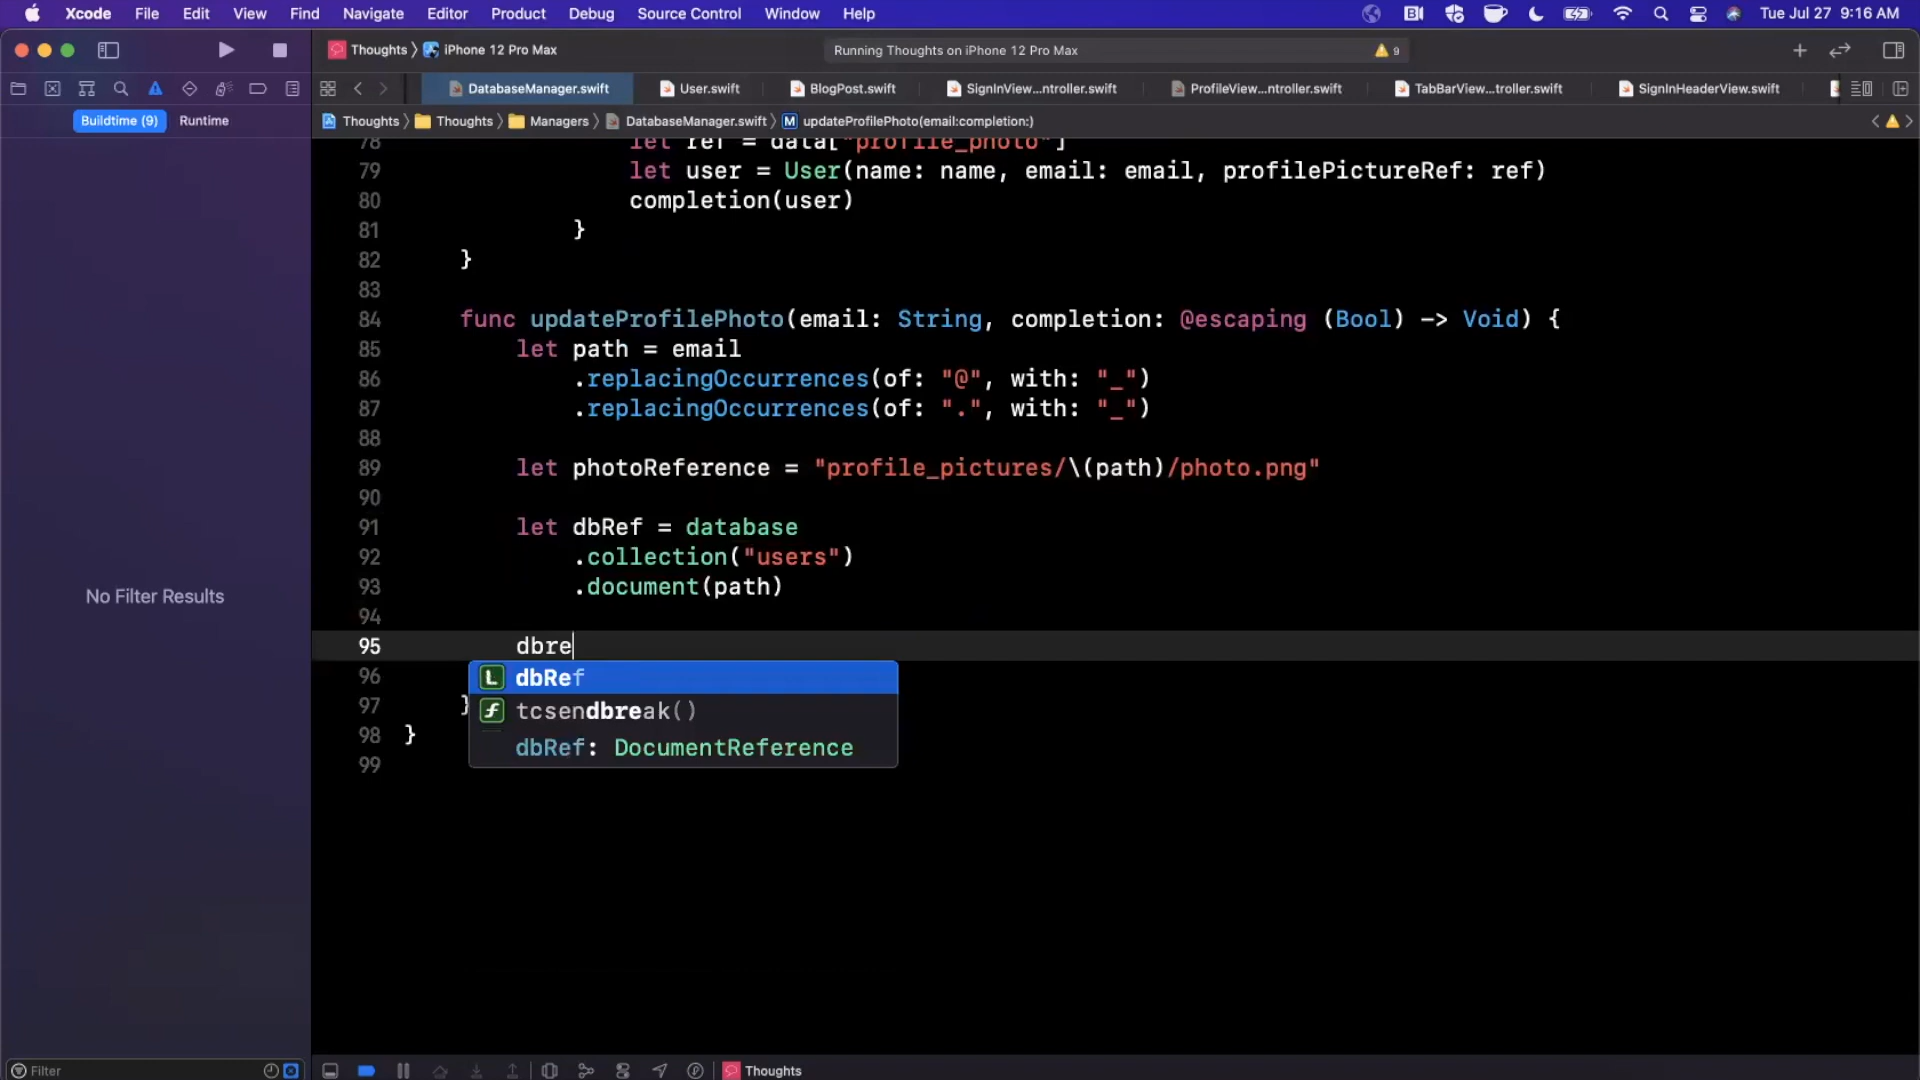 Xcode File Edit View Find Navigate Editor Product Debug Source Control Window Help Tue Jul 27 9:16 AM
Thoughts 〉 iPhone 12 Pro Max Running Thoughts on iPhone 12 Pro Max 9
DatabaseManager.swift User.swift BlogPost.swift SignInView...ntroller.swift ProfileView...ntroller.swift TabBarView...troller.swift SignInHeaderView.swift
Buildtime (9) Runtime
Thoughts 〉 Thoughts 〉 Managers 〉 DatabaseManager.swift 〉 M updateProfilePhoto(email:completion:)
78 let ref = data["profile_photo"]
79 let user = User(name: name, email: email, profilePictureRef: ref)
80 completion(user)
81 }
82 }
83
84 func updateProfilePhoto(email: String, completion: @escaping (Bool) -> Void) {
85 let path = email
86 .replacingOccurrences(of: "@", with: "_")
87 .replacingOccurrences(of: ".", with: "_")
88
89 let photoReference = "profile_pictures/\(path)/photo.png"
90
91 let dbRef = database
92 .collection("users")
93 .document(path)
94
95 dbre
96
97 }
98 }
99
L dbRef
f tcsendbreak()
dbRef: DocumentReference
No Filter Results
Filter
Thoughts